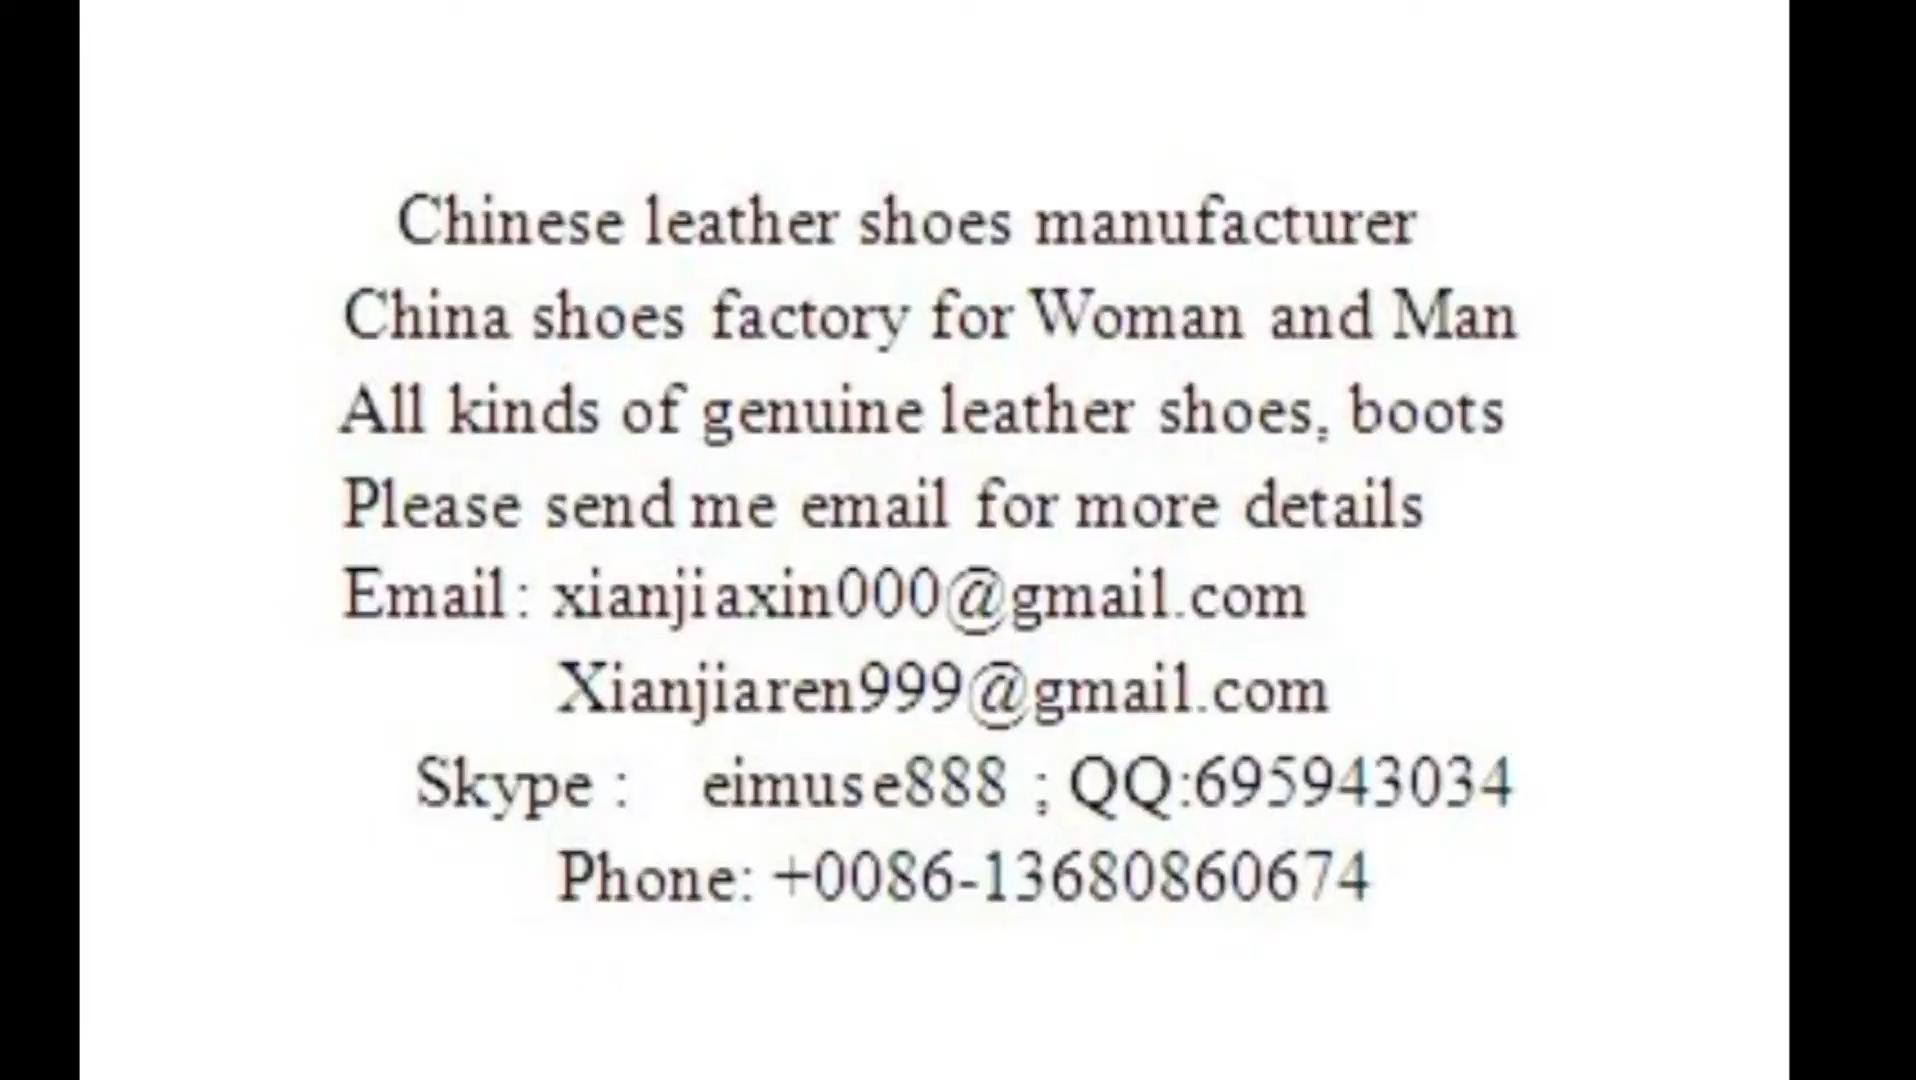 Chinese leather shoes manufacturer
China shoes factory for Woman and Man
All kinds of genuine leather shoes, boots
Please send me email for more details
Email: xianjiaxin000@gmail.com
Xianjiaren999@gmail.com
Skype : eimuse888 ; QQ:695943034
Phone: +0086-13680860674